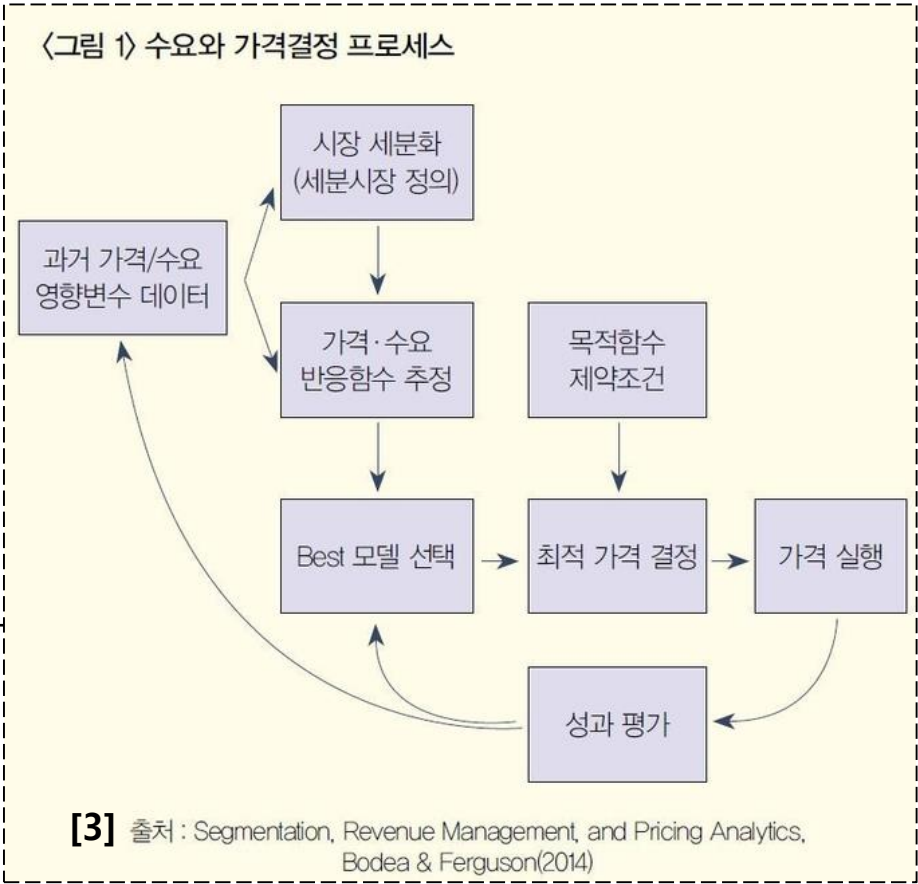 〈그림 1〉 수요와 가격결정 프로세스
시장 세분화
(세분시장 정의)
과거 가격/수요
영향변수 데이터
가격·수요
반응함수 추정
목적함수
제약조건
Best 모델 선택
최적 가격 결정
가격 실행
성과 평가
[3] 출처 : Segmentation, Revenue Management, and Pricing Analytics,
Bodea & Ferguson(2014)